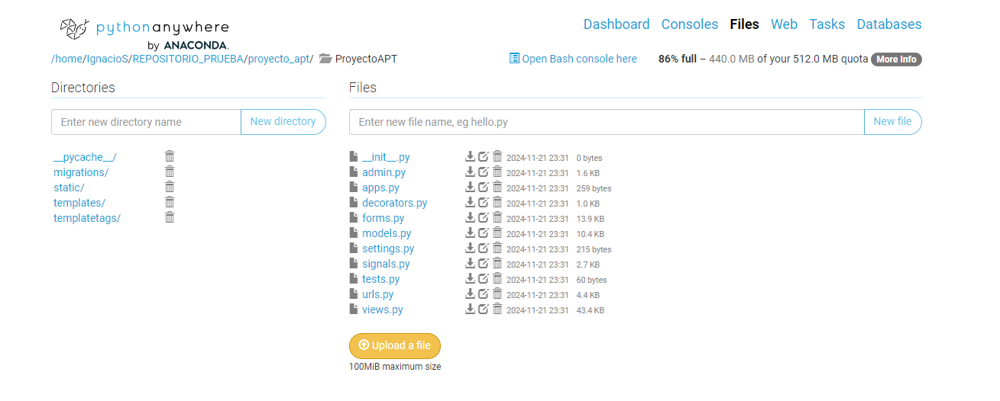 pythonanywhere
by ANACONDA.
Dashboard Consoles Files Web Tasks Databases
/home/IgnacioS/REPOSITORIO_PRUEBA/proyecto_apt/ ProyectoAPT
Open Bash console here 86% full – 440.0 MB of your 512.0 MB quota More Info
Directories
Enter new directory name New directory
__pycache__/
migrations/
static/
templates/
templatetags/
Files
Enter new file name, eg hello.py New file
__init__.py 2024-11-21 23:31 0 bytes
admin.py 2024-11-21 23:31 1.6 KB
apps.py 2024-11-21 23:31 259 bytes
decorators.py 2024-11-21 23:31 1.0 KB
forms.py 2024-11-21 23:31 13.9 KB
models.py 2024-11-21 23:31 10.4 KB
settings.py 2024-11-21 23:31 215 bytes
signals.py 2024-11-21 23:31 2.7 KB
tests.py 2024-11-21 23:31 60 bytes
urls.py 2024-11-21 23:31 4.4 KB
views.py 2024-11-21 23:31 43.4 KB
Upload a file
100MiB maximum size